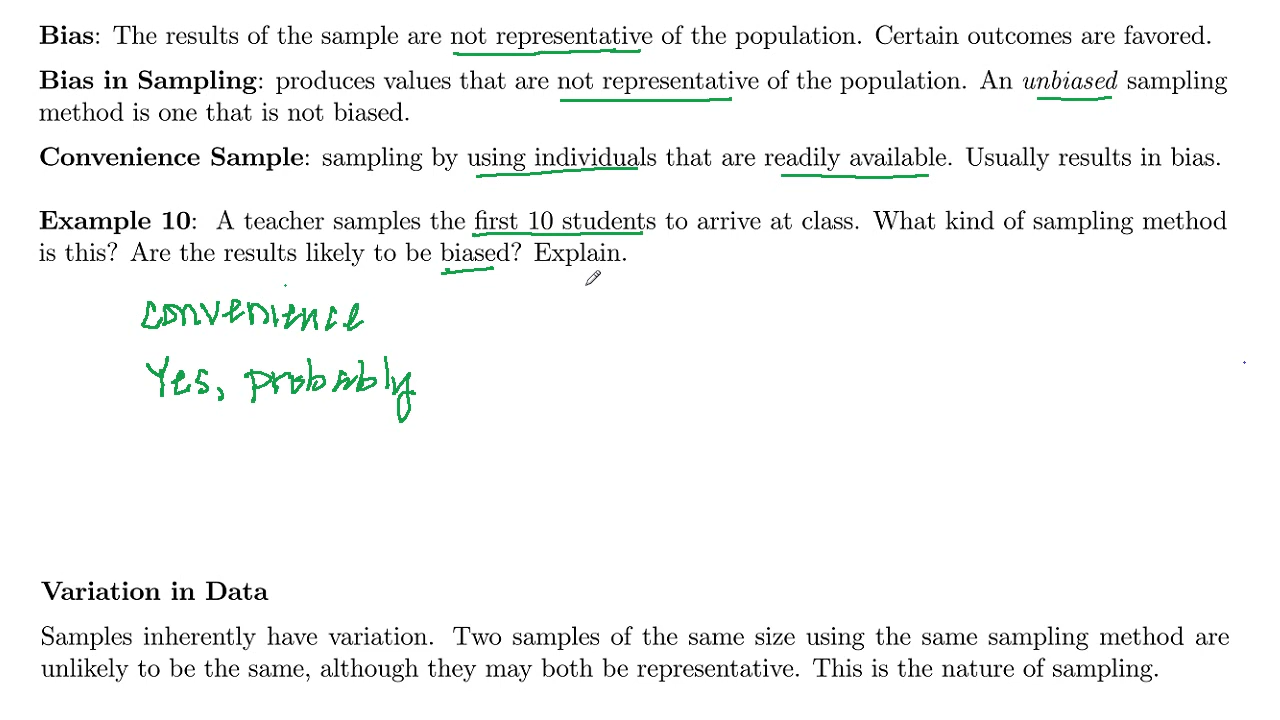 Bias: The results of the sample are not representative of the population. Certain outcomes are favored.
Bias in Sampling: produces values that are not representative of the population. An unbiased sampling
method is one that is not biased.
Convenience Sample: sampling by using individuals that are readily available. Usually results in bias.
Example 10: A teacher samples the first 10 students to arrive at class. What kind of sampling method
is this? Are the results likely to be biased? Explain.
convenience
Yes, probably
Variation in Data
Samples inherently have variation. Two samples of the same size using the same sampling method are
unlikely to be the same, although they may both be representative. This is the nature of sampling.